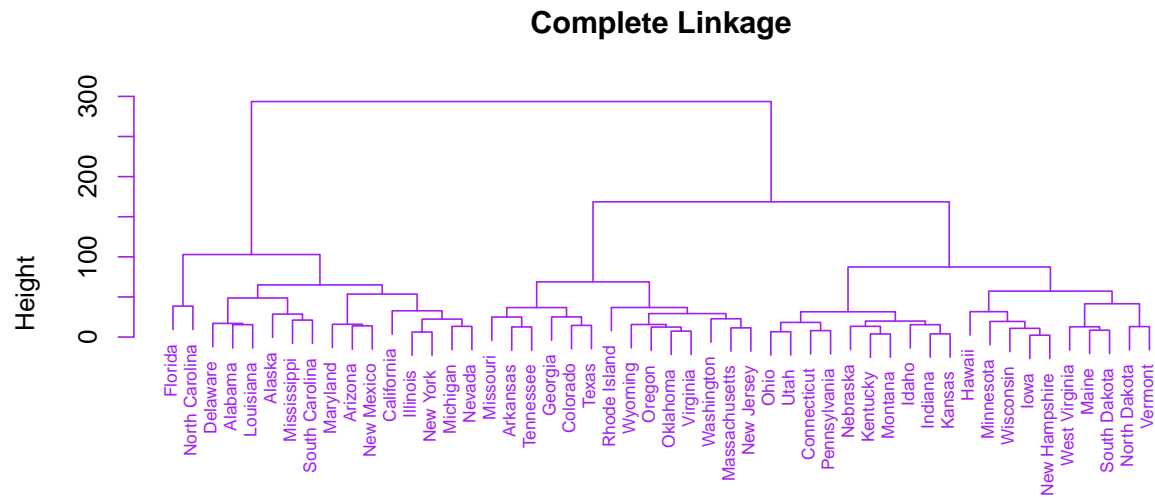 Complete Linkage
Height
0
100
200
300
Florida
North Carolina
Delaware
Alabama
Louisiana
Alaska
Mississippi
South Carolina
Maryland
Arizona
New Mexico
California
Illinois
New York
Michigan
Nevada
Missouri
Arkansas
Tennessee
Georgia
Colorado
Texas
Rhode Island
Wyoming
Oregon
Oklahoma
Virginia
Washington
Massachusetts
New Jersey
Ohio
Utah
Connecticut
Pennsylvania
Nebraska
Kentucky
Montana
Idaho
Indiana
Kansas
Hawaii
Minnesota
Wisconsin
Iowa
New Hampshire
West Virginia
Maine
South Dakota
North Dakota
Vermont